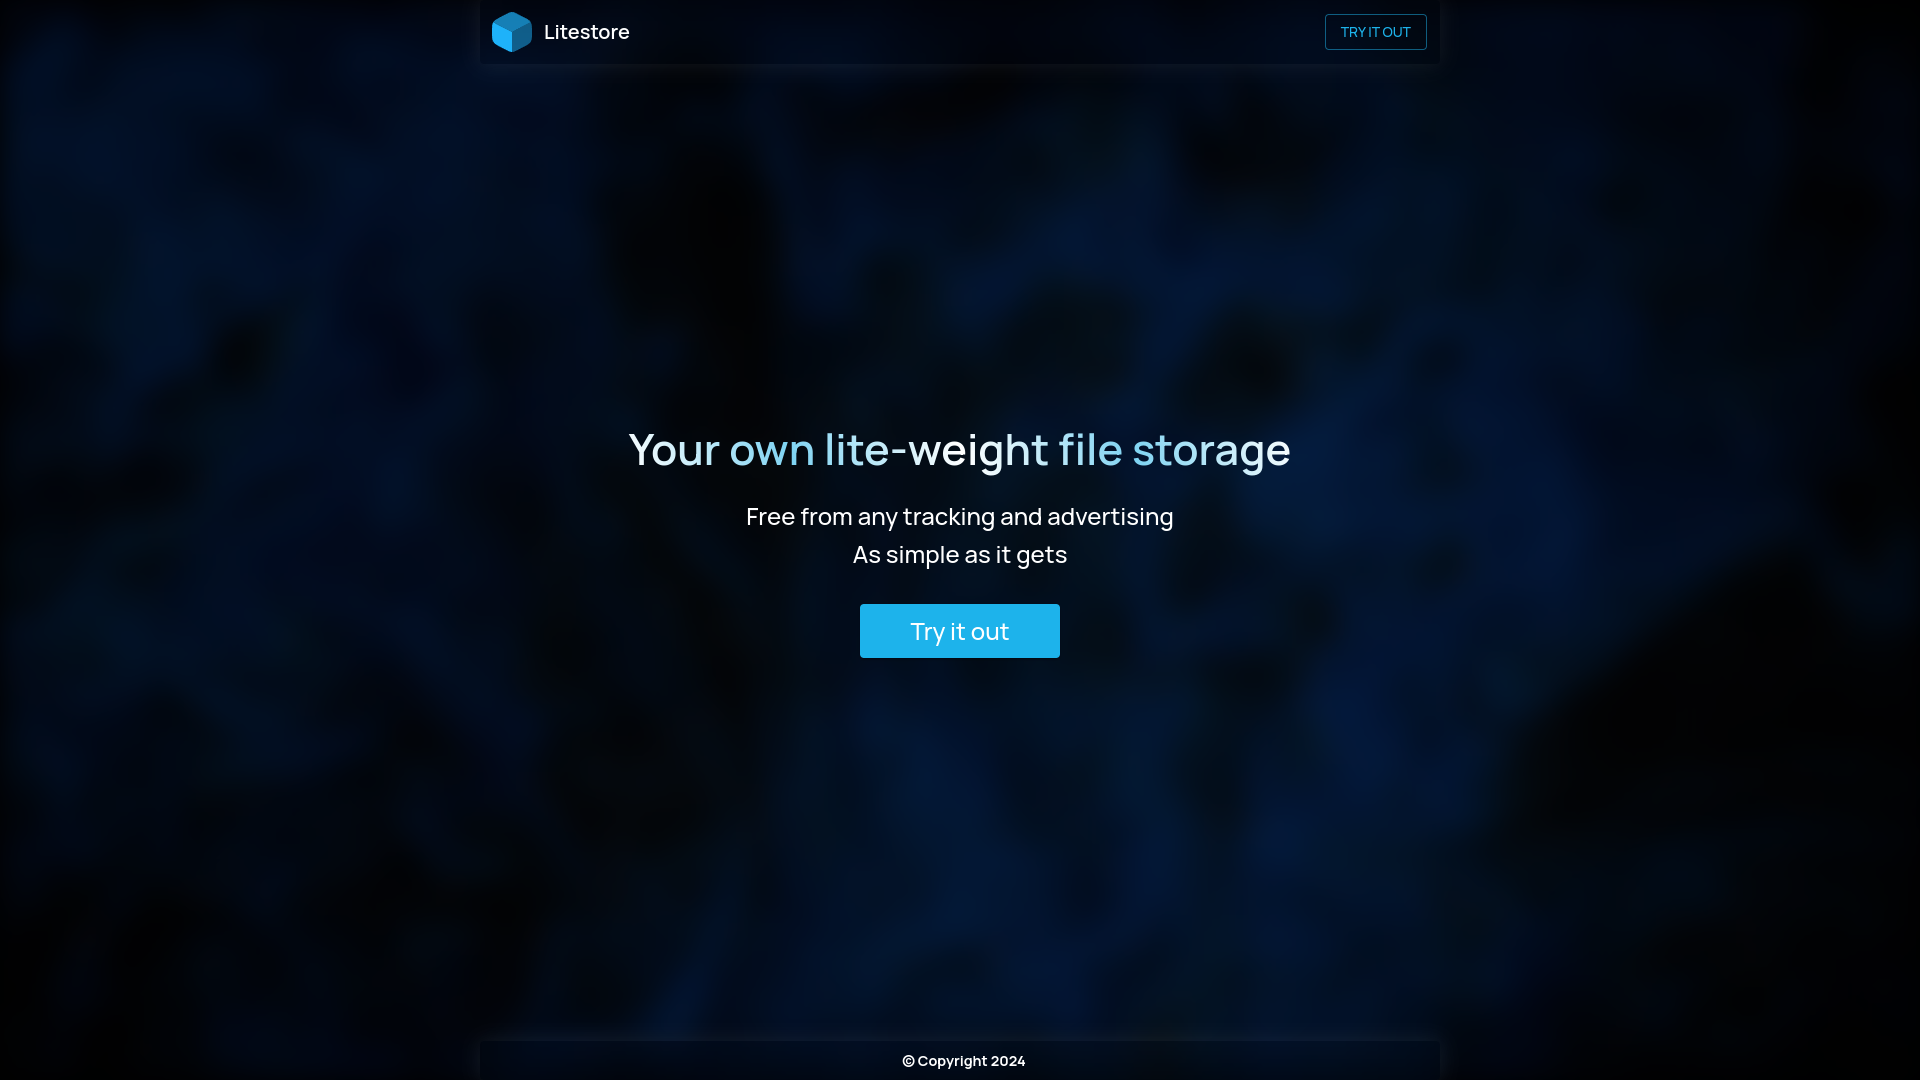 Litestore
TRY IT OUT
Your own lite-weight file storage
Free from any tracking and advertising
As simple as it gets
Try it out
© Copyright 2024